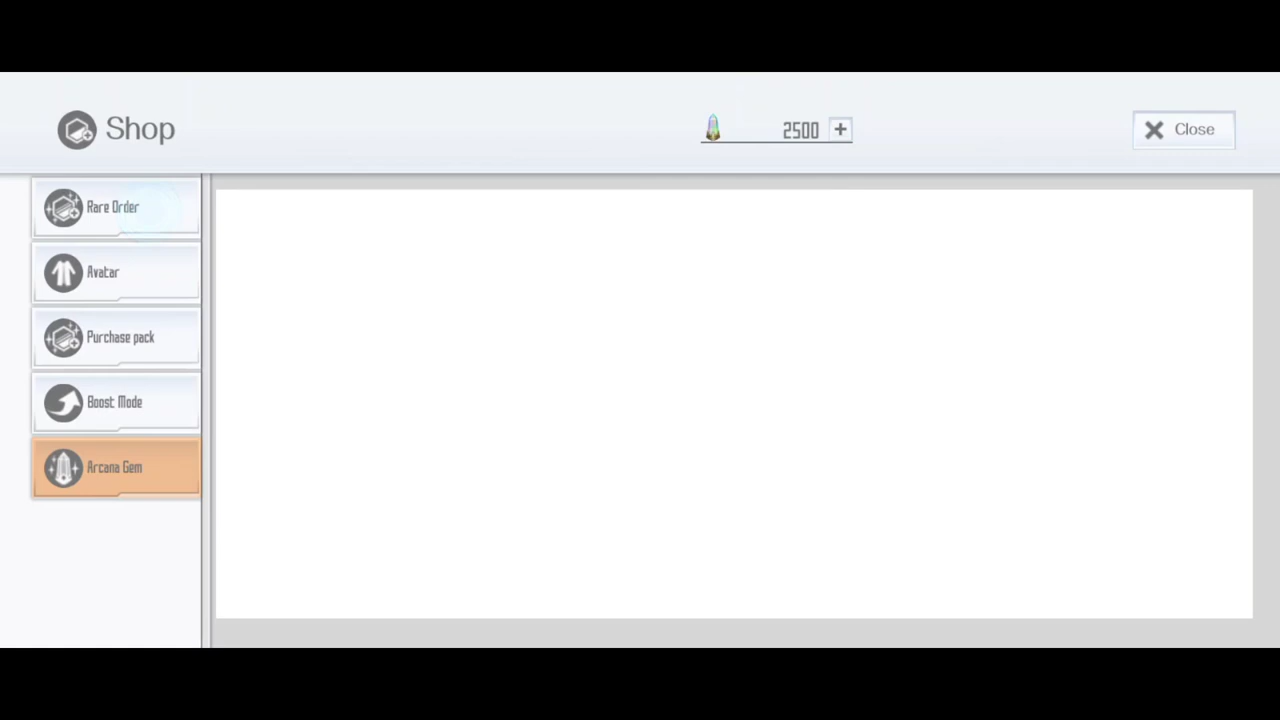 Shop
2500
Close
Rare Order
Avatar
Purchase pack
Boost Mode
Arcana Gem